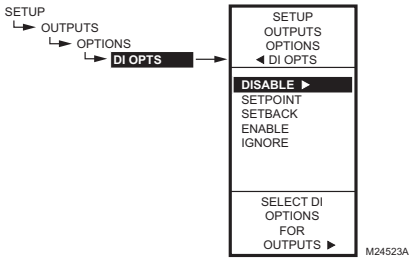 SETUP
OUTPUTS
OPTIONS
DI OPTS
SETUP
OUTPUTS
OPTIONS
◄ DI OPTS
DISABLE ►
SETPOINT
SETBACK
ENABLE
IGNORE
SELECT DI
OPTIONS
FOR
OUTPUTS ►
M24523A